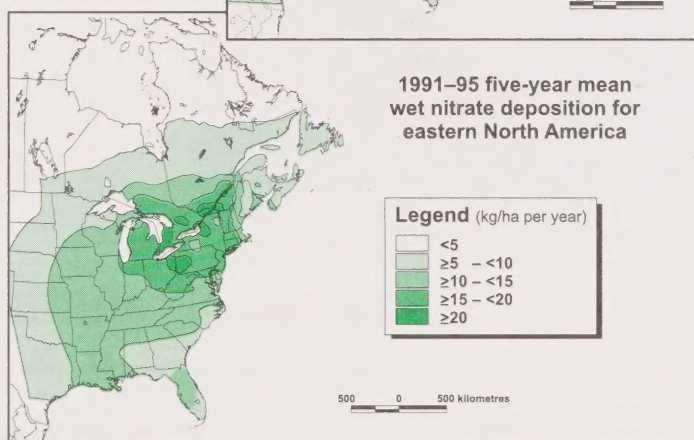 1991–95 five-year mean
wet nitrate deposition for
eastern North America
Legend (kg/ha per year)
<5
≥5 – <10
≥10 – <15
≥15 – <20
≥20
500 0 500 kilometres